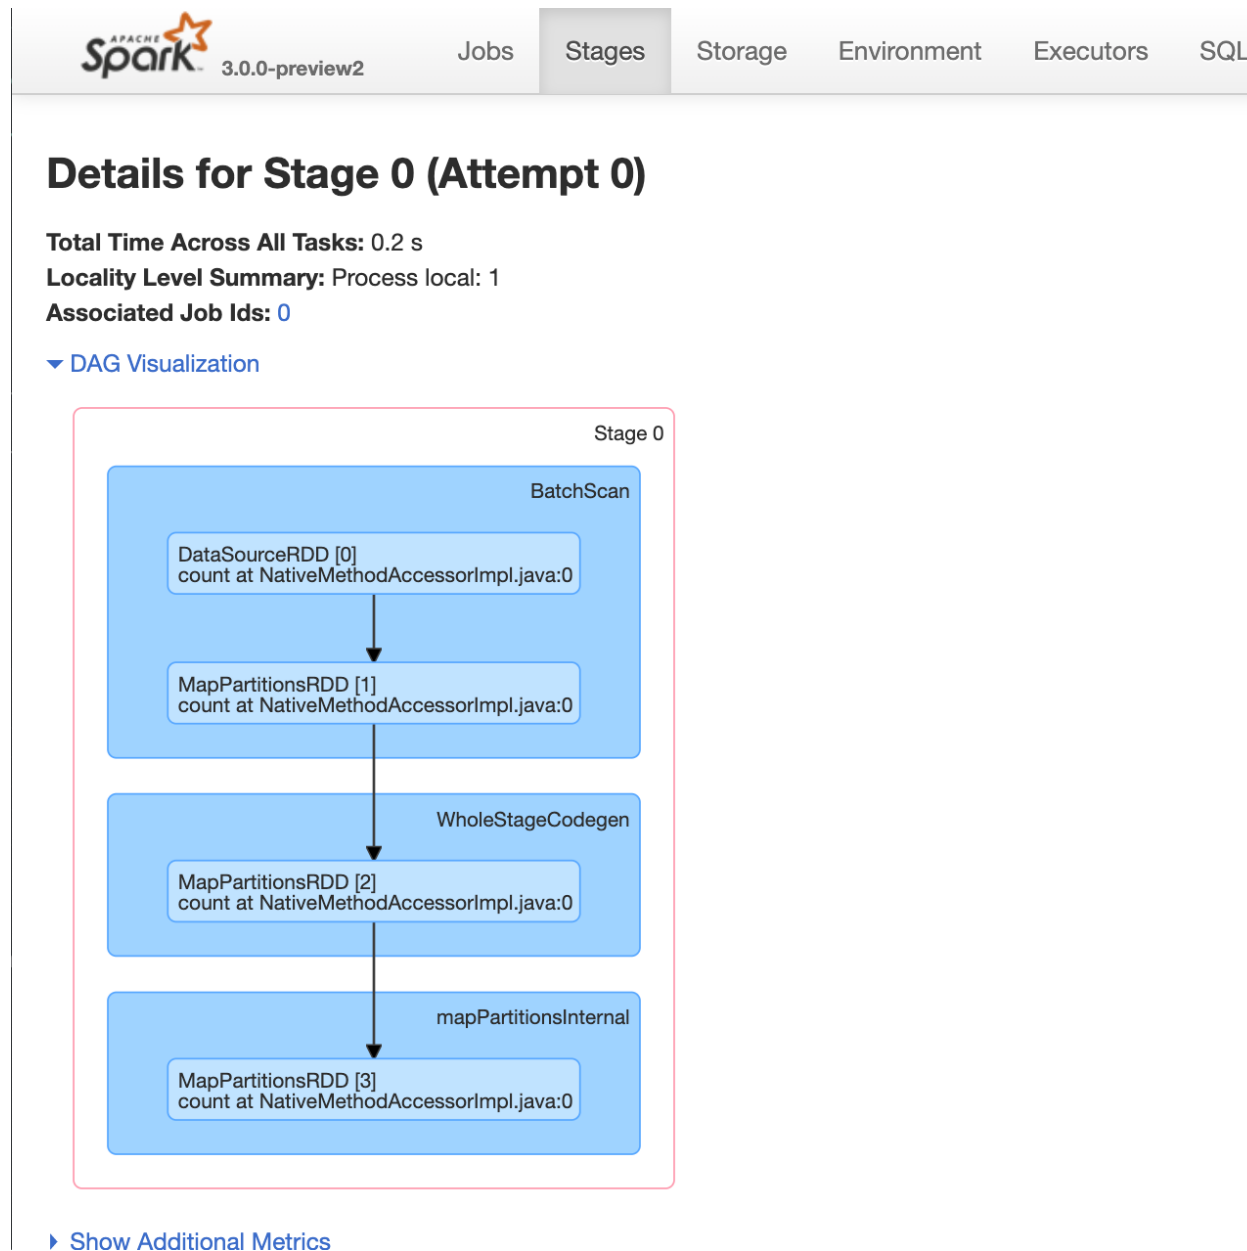 APACHE
Spark 3.0.0-preview2 Jobs Stages Storage Environment Executors SQL
Details for Stage 0 (Attempt 0)
Total Time Across All Tasks: 0.2 s
Locality Level Summary: Process local: 1
Associated Job Ids: 0
DAG Visualization
Stage 0
BatchScan
DataSourceRDD [0]
count at NativeMethodAccessorImpl.java:0
MapPartitionsRDD [1]
count at NativeMethodAccessorImpl.java:0
WholeStageCodegen
MapPartitionsRDD [2]
count at NativeMethodAccessorImpl.java:0
mapPartitionsInternal
MapPartitionsRDD [3]
count at NativeMethodAccessorImpl.java:0
Show Additional Metrics